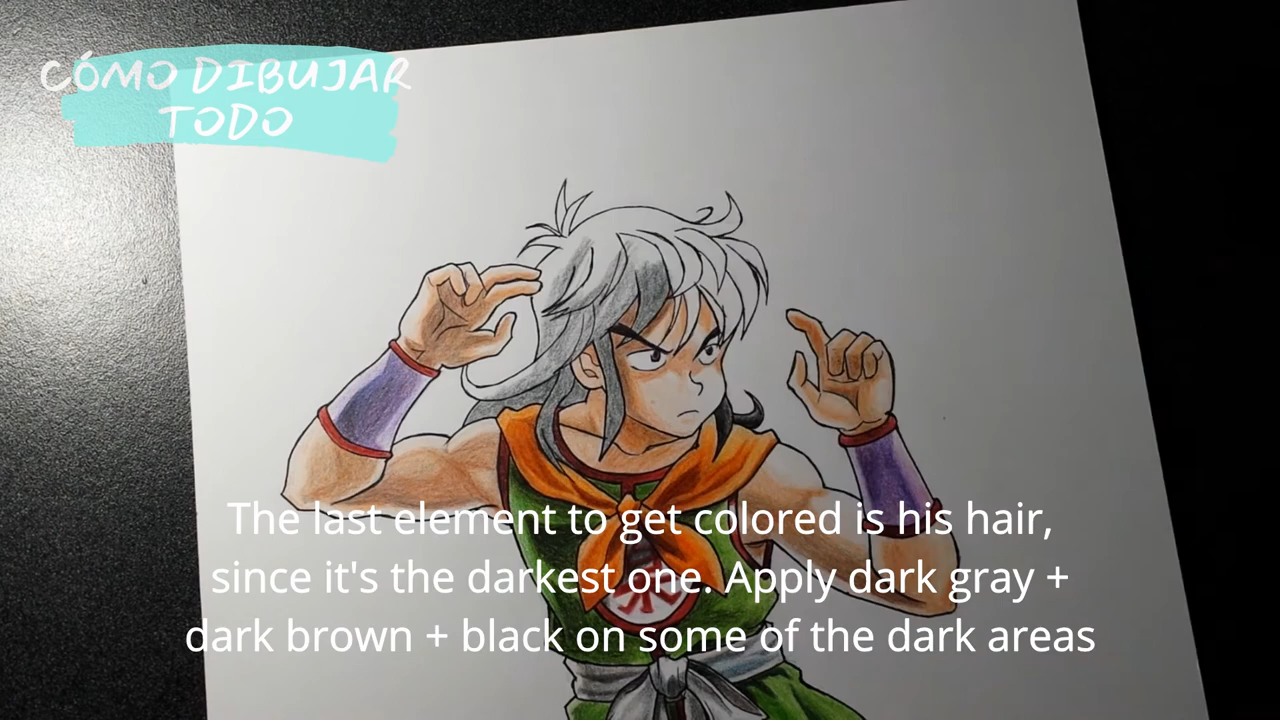 CÓMO DIBUJAR
TODO
The last element to get colored is his hair,
since it's the darkest one. Apply dark gray +
dark brown + black on some of the dark areas